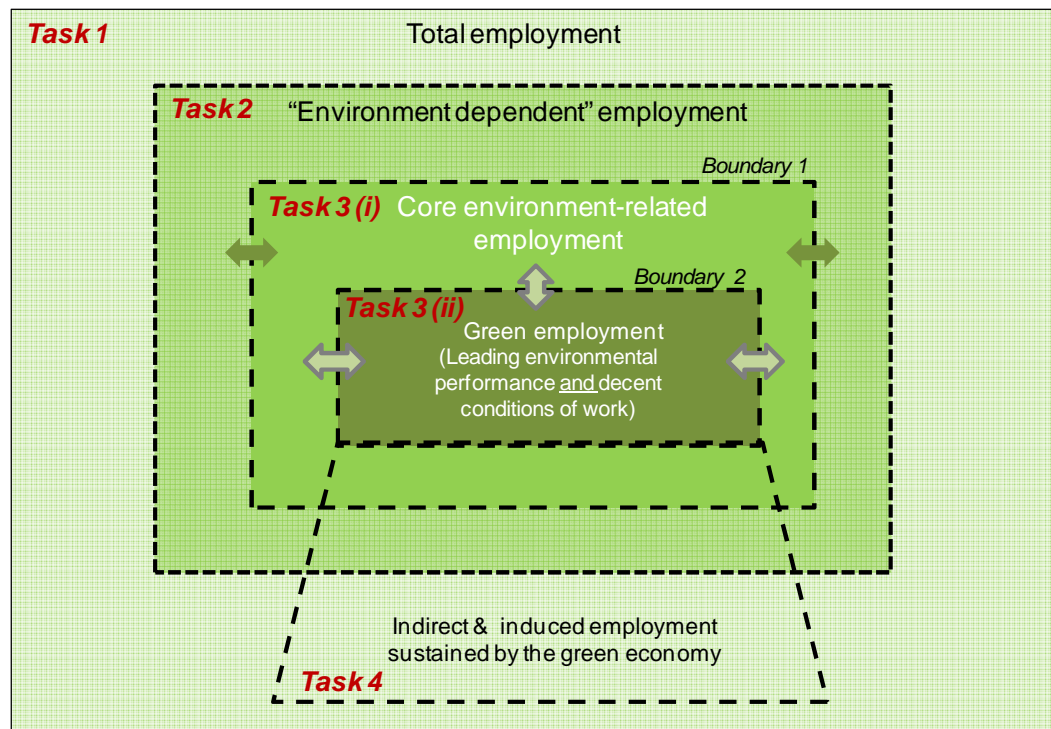 Task 1
Total employment
Task 2
“Environment dependent” employment
Boundary 1
Task 3 (i)
Core environment-related
employment
Boundary 2
Task 3 (ii)
Green employment
(Leading environmental
performance and decent
conditions of work)
Indirect & induced employment
sustained by the green economy
Task 4